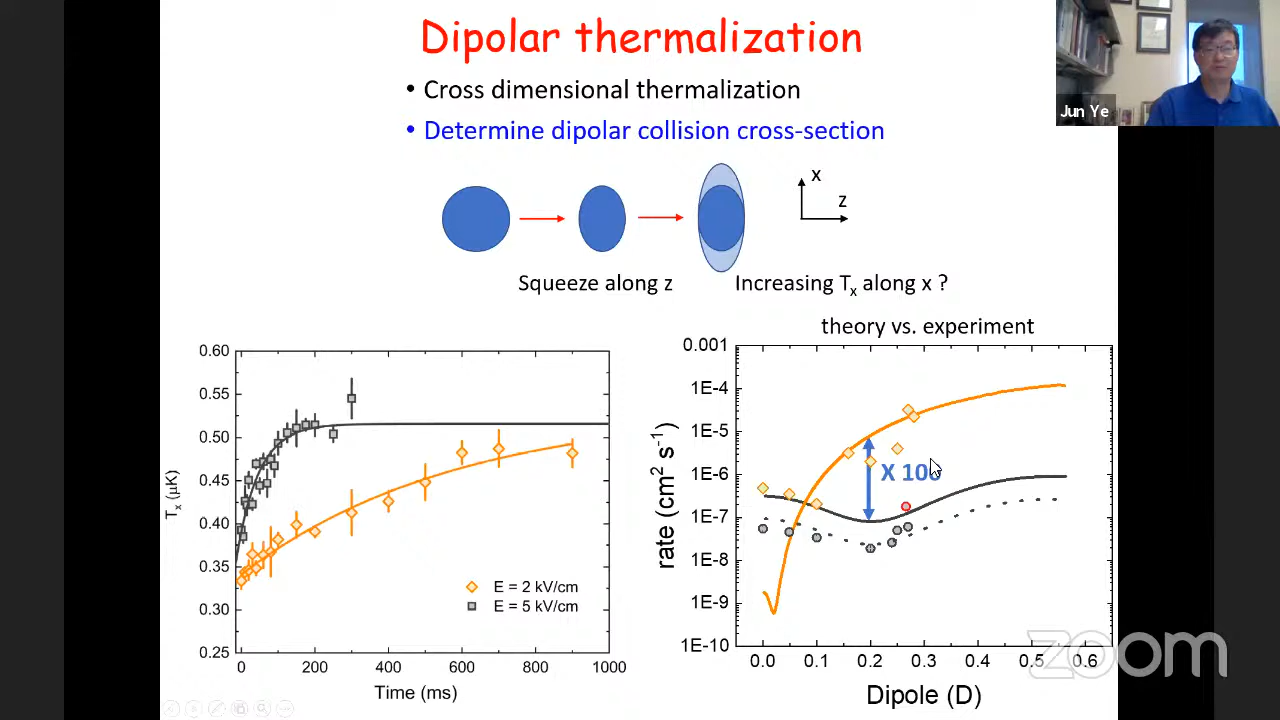 Dipolar thermalization
• Cross dimensional thermalization
• Determine dipolar collision cross-section
Jun Ye
x
z
Squeeze along z
Increasing Tx along x ?
theory vs. experiment
0.60
0.55
0.50
0.45
0.40
0.35
0.30
0.25
Tx (μK)
E = 2 kV/cm
E = 5 kV/cm
0 200 400 600 800 1000
Time (ms)
0.001
1E-4
1E-5
1E-6
1E-7
1E-8
1E-9
1E-10
rate (cm² s⁻¹)
X 100
0.0 0.1 0.2 0.3 0.4 0.5 0.6
Dipole (D)
zoom